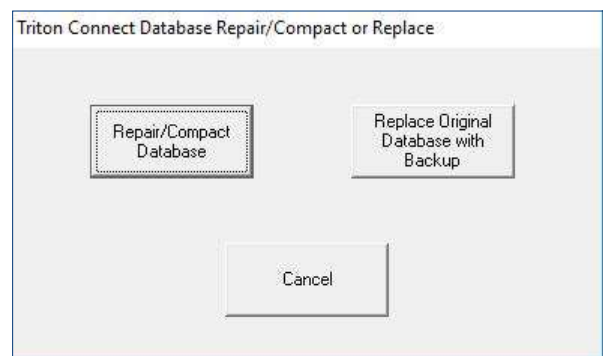 Triton Connect Database Repair/Compact or Replace
Repair/Compact
Database
Replace Original
Database with
Backup
Cancel